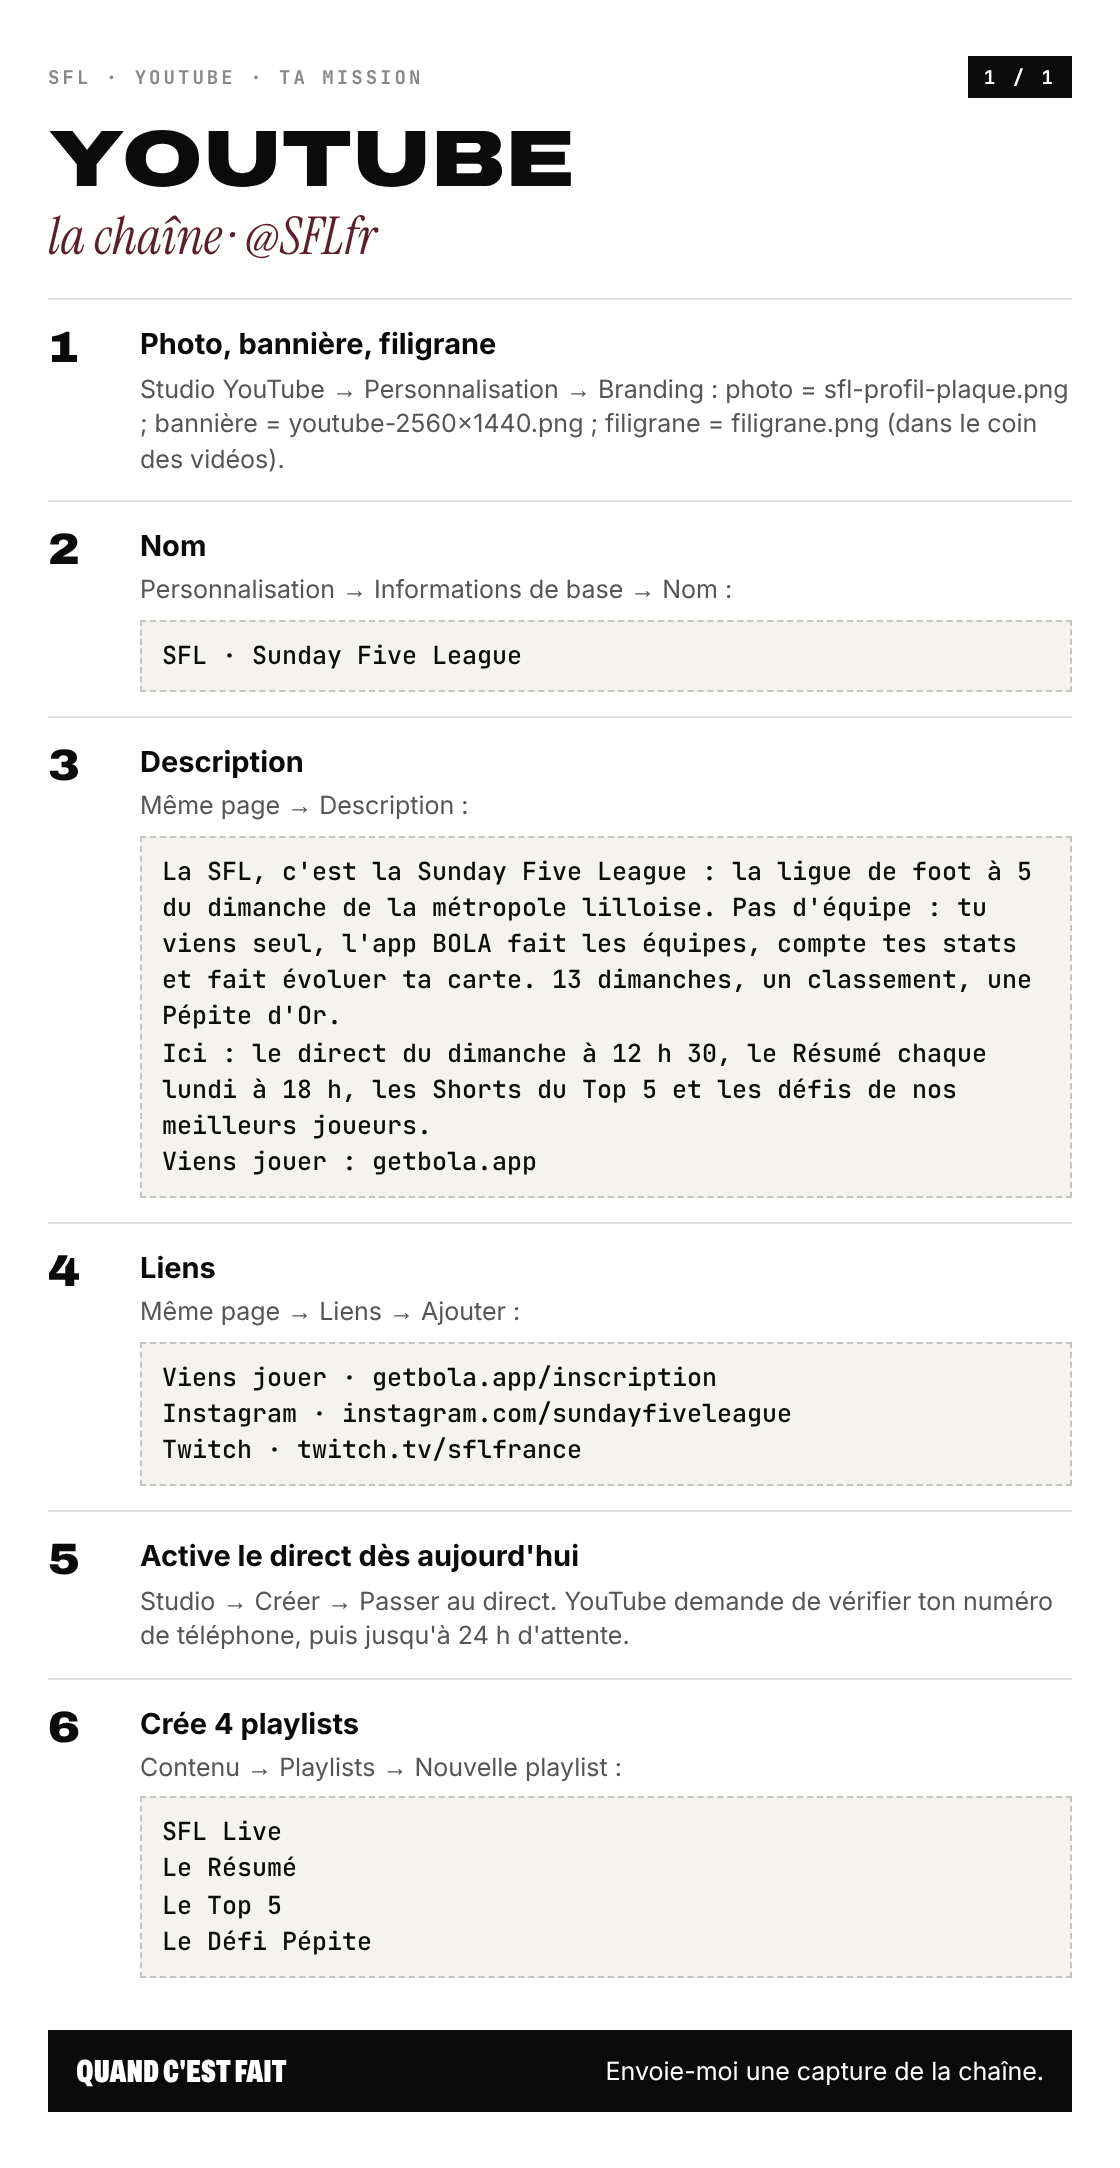 SFL · YOUTUBE · TA MISSION
1 / 1
YOUTUBE
la chaîne · @SFLfr
1
Photo, bannière, filigrane
Studio YouTube → Personnalisation → Branding : photo = sfl-profil-plaque.png
; bannière = youtube-2560×1440.png ; filigrane = filigrane.png (dans le coin
des vidéos).
2
Nom
Personnalisation → Informations de base → Nom :
SFL · Sunday Five League
3
Description
Même page → Description :
La SFL, c'est la Sunday Five League : la ligue de foot à 5
du dimanche de la métropole lilloise. Pas d'équipe : tu
viens seul, l'app BOLA fait les équipes, compte tes stats
et fait évoluer ta carte. 13 dimanches, un classement, une
Pépite d'Or.
Ici : le direct du dimanche à 12 h 30, le Résumé chaque
lundi à 18 h, les Shorts du Top 5 et les défis de nos
meilleurs joueurs.
Viens jouer : getbola.app
4
Liens
Même page → Liens → Ajouter :
Viens jouer · getbola.app/inscription
Instagram · instagram.com/sundayfiveleague
Twitch · twitch.tv/sflfrance
5
Active le direct dès aujourd'hui
Studio → Créer → Passer au direct. YouTube demande de vérifier ton numéro
de téléphone, puis jusqu'à 24 h d'attente.
6
Crée 4 playlists
Contenu → Playlists → Nouvelle playlist :
SFL Live
Le Résumé
Le Top 5
Le Défi Pépite
QUAND C'EST FAIT
Envoie-moi une capture de la chaîne.